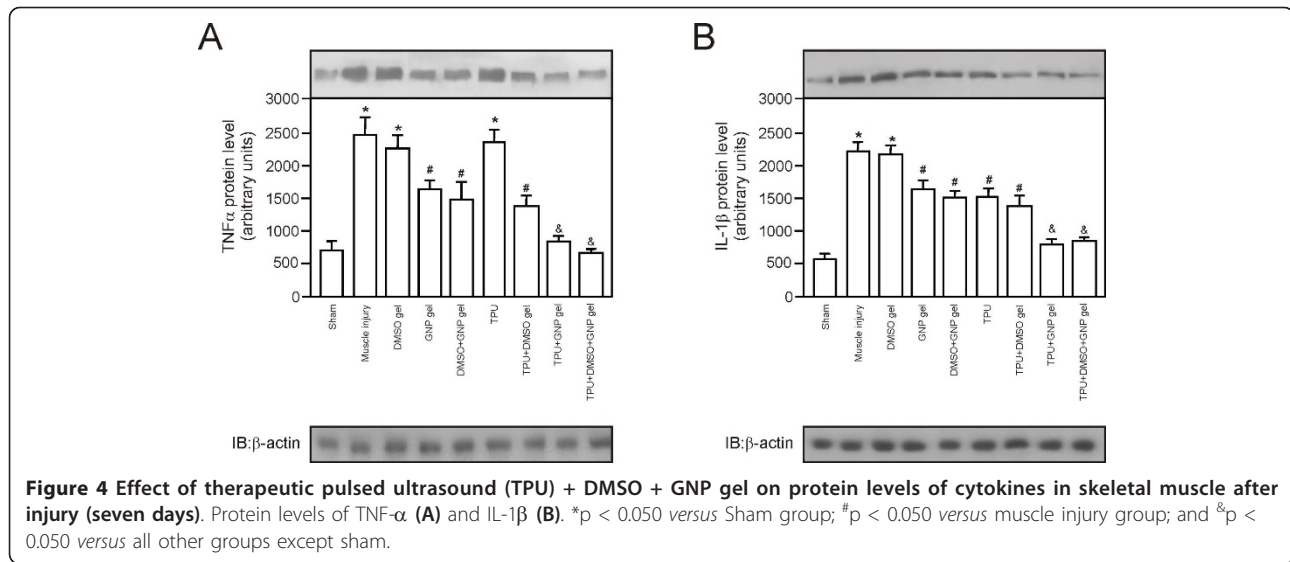 A
B
3000
2500
2000
1500
1000
500
0
TNFα protein level
(arbitrary units)
* * # # * # & &
Sham
Muscle injury
DMSO gel
GNP gel
DMSO+GNP gel
TPU
TPU+DMSO gel
TPU+GNP gel
TPU+DMSO+GNP gel
IB:β-actin
3000
2500
2000
1500
1000
500
0
IL-1β protein level
(arbitrary units)
* * # # # # & &
Sham
Muscle injury
DMSO gel
GNP gel
DMSO+GNP gel
TPU
TPU+DMSO gel
TPU+GNP gel
TPU+DMSO+GNP gel
IB:β-actin
Figure 4 Effect of therapeutic pulsed ultrasound (TPU) + DMSO + GNP gel on protein levels of cytokines in skeletal muscle after
injury (seven days). Protein levels of TNF-α (A) and IL-1β (B). *p < 0.050 versus Sham group; #p < 0.050 versus muscle injury group; and &p <
0.050 versus all other groups except sham.